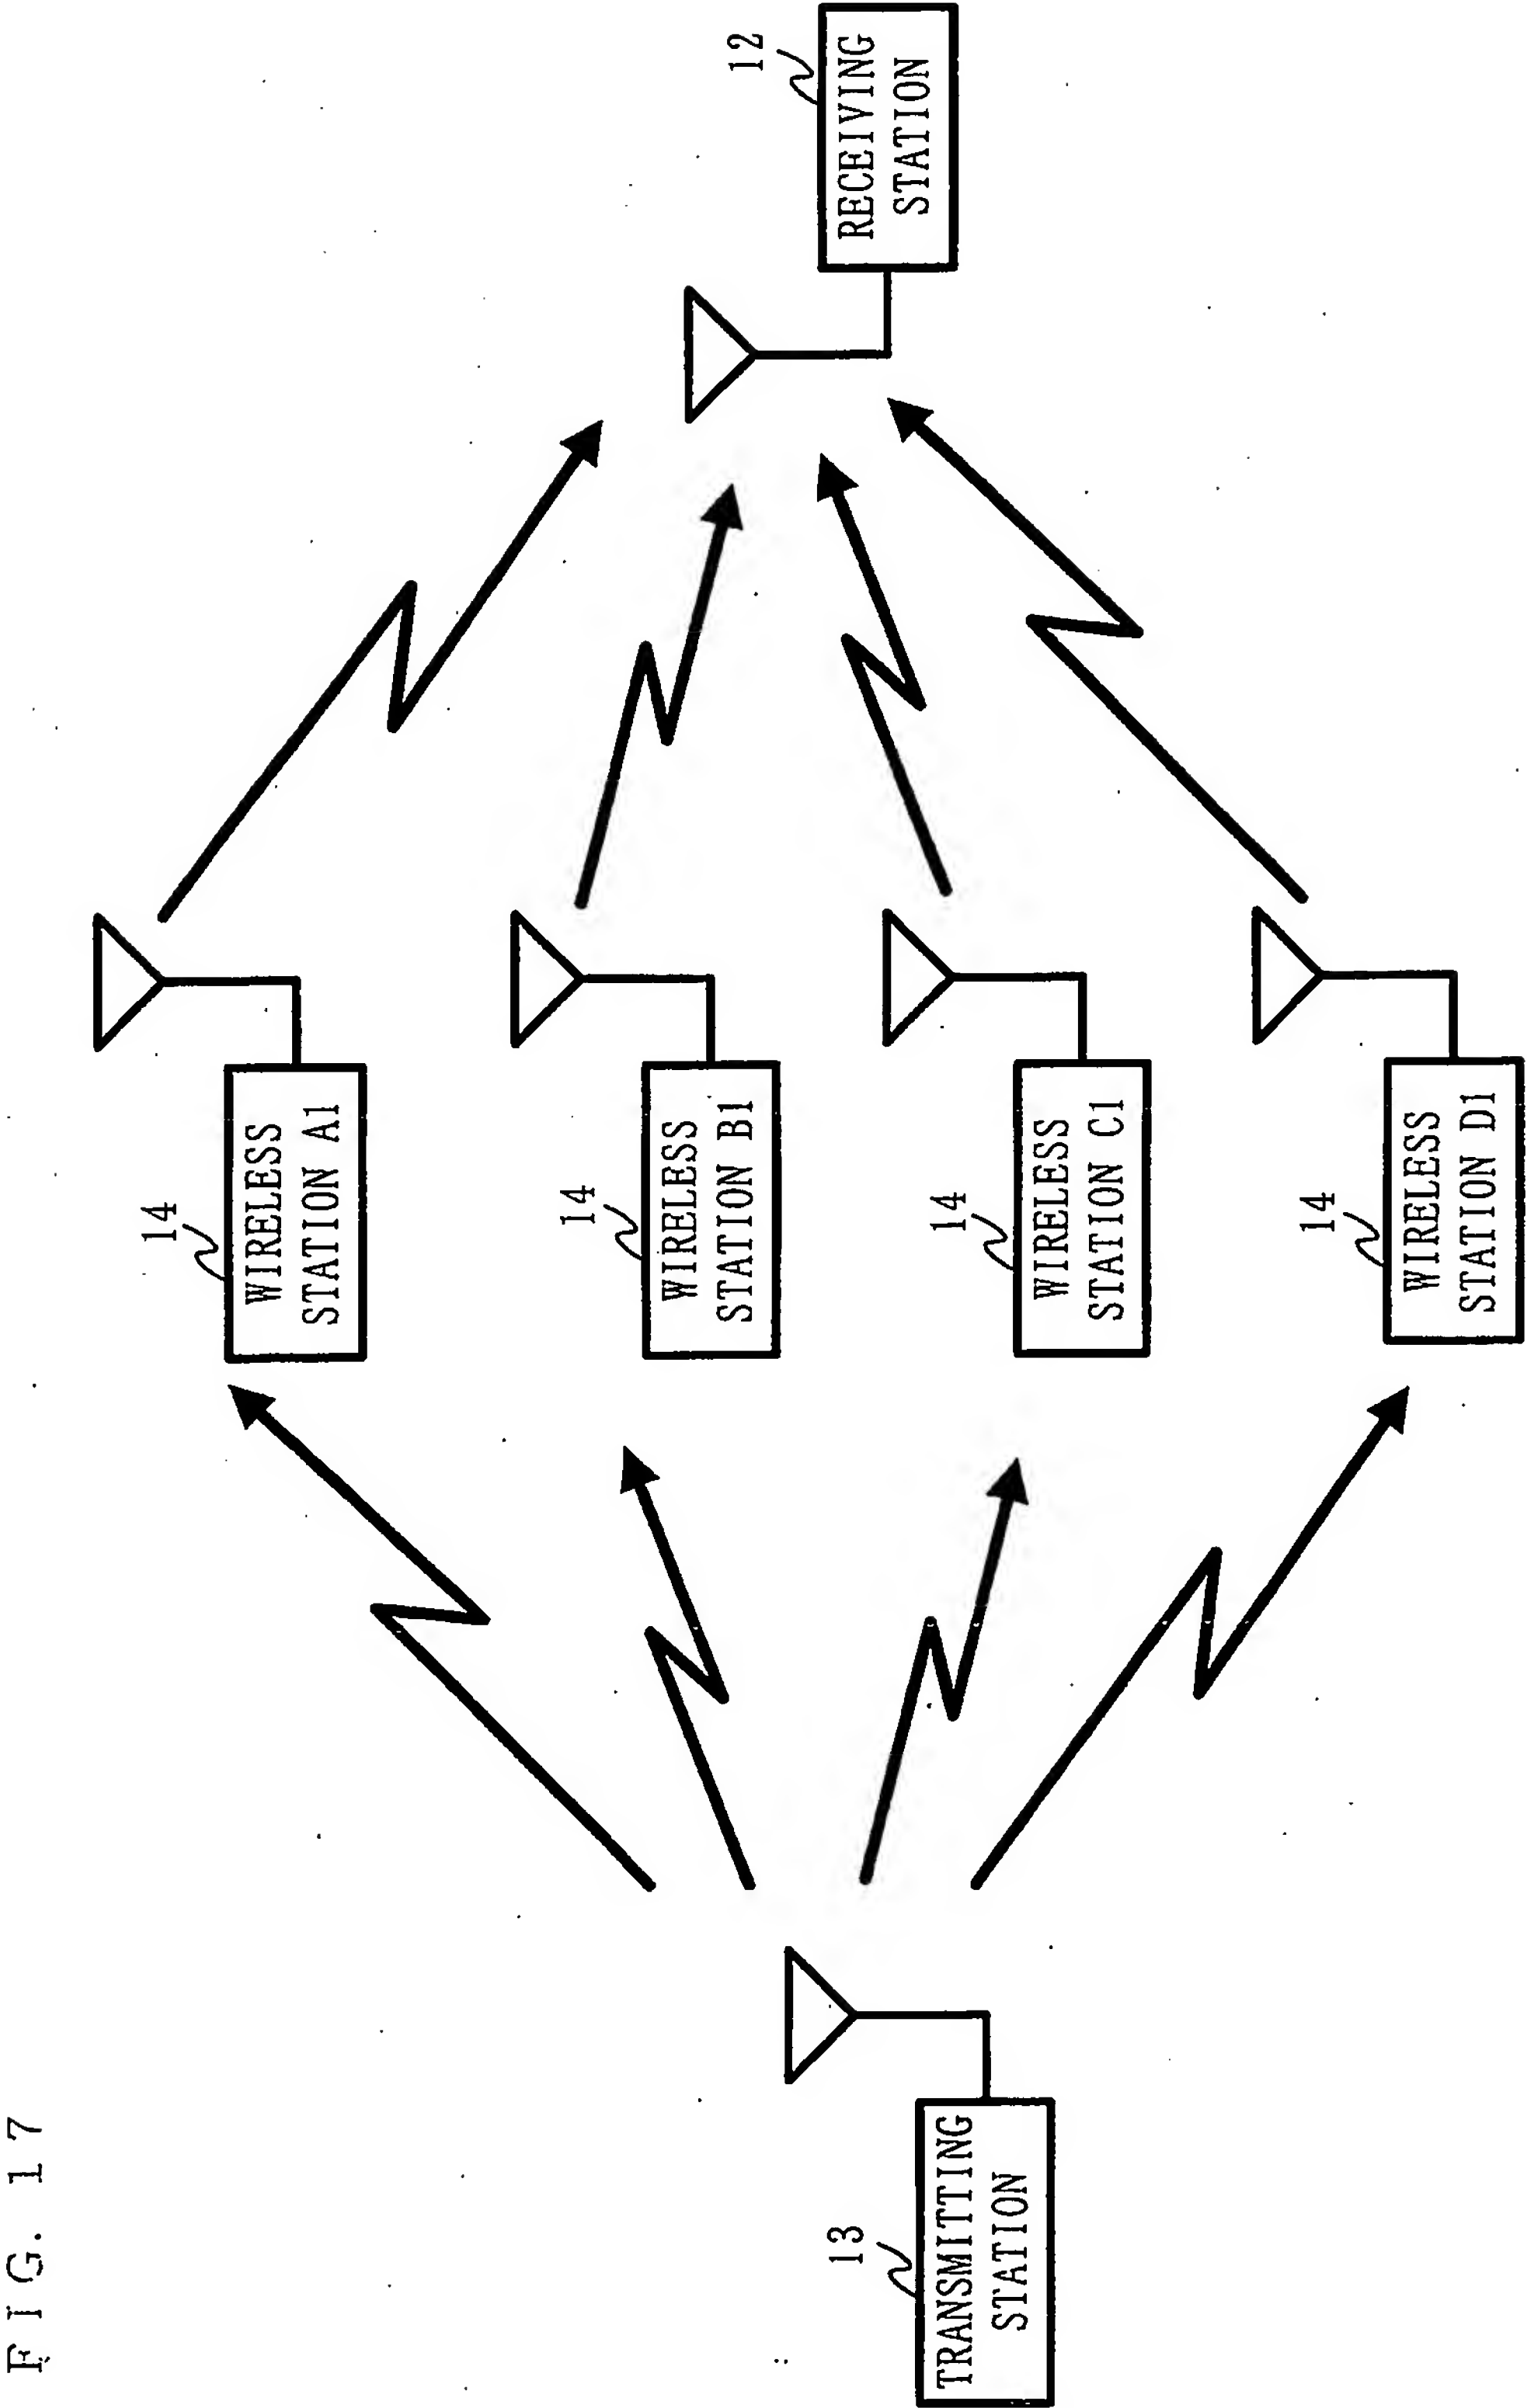 FIG. 17
14
WIRELESS
STATION A1
14
WIRELESS
STATION B1
12
RECEIVING
STATION
13
TRANSMITTING
STATION
14
WIRELESS
STATION C1
14
WIRELESS
STATION D1